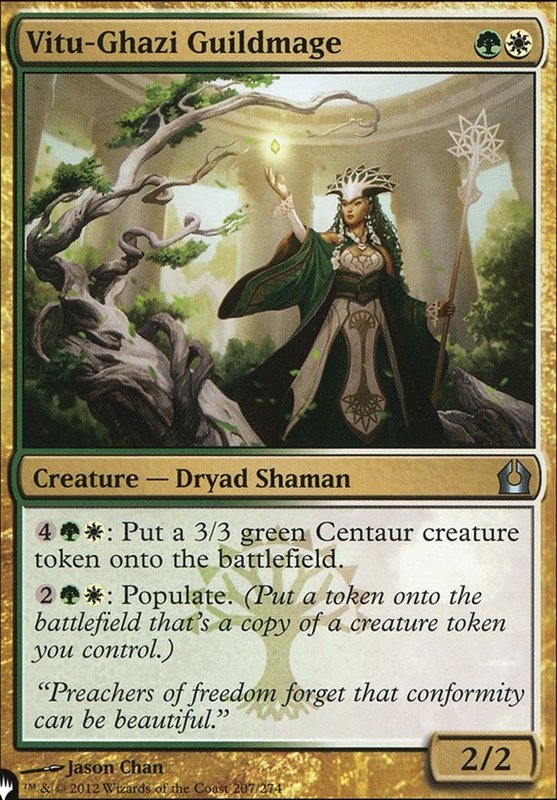 Vitu-Ghazi Guildmage
Creature — Dryad Shaman
4: Put a 3/3 green Centaur creature
token onto the battlefield.
2: Populate. (Put a token onto the
battlefield that's a copy of a creature token
you control.)
“Preachers of freedom forget that conformity
can be beautiful.”
2/2
Jason Chan
™ & © 2012 Wizards of the Coast 207/274